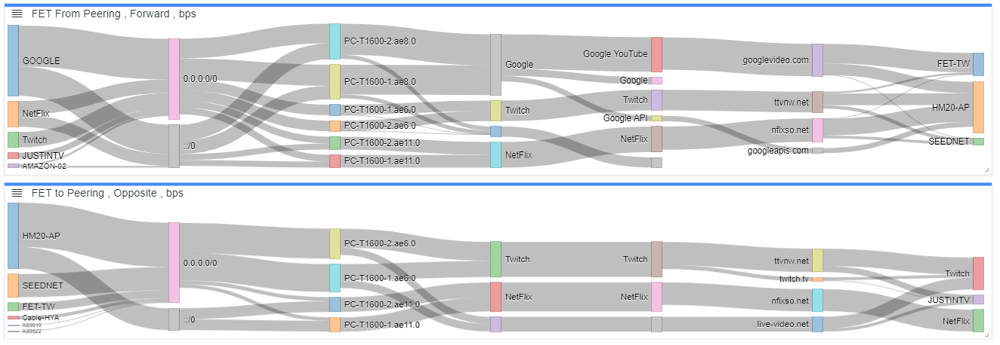 FET From Peering , Forward , bps
GOOGLE
NetFlix
Twitch
JUSTINTV
AMAZON-02
0.0.0.0/0
::/0
PC-T1600-2.ae8.0
PC-T1600-1.ae8.0
PC-T1600-1.ae6.0
PC-T1600-2.ae6.0
PC-T1600-2.ae11.0
PC-T1600-1.ae11.0
Google
Twitch
NetFlix
Google YouTube
Google
Twitch
Google API
NetFlix
googlevideo.com
ttvnw.net
nflxso.net
googleapis.com
FET-TW
HM20-AP
SEEDNET
FET to Peering , Opposite , bps
HM20-AP
SEEDNET
FET-TW
Cable-HYA
AS9919
AS9922
0.0.0.0/0
::/0
PC-T1600-2.ae6.0
PC-T1600-1.ae6.0
PC-T1600-2.ae11.0
PC-T1600-1.ae11.0
Twitch
NetFlix
Twitch
NetFlix
ttvnw.net
twitch.tv
nflxso.net
live-video.net
Twitch
JUSTINTV
NetFlix